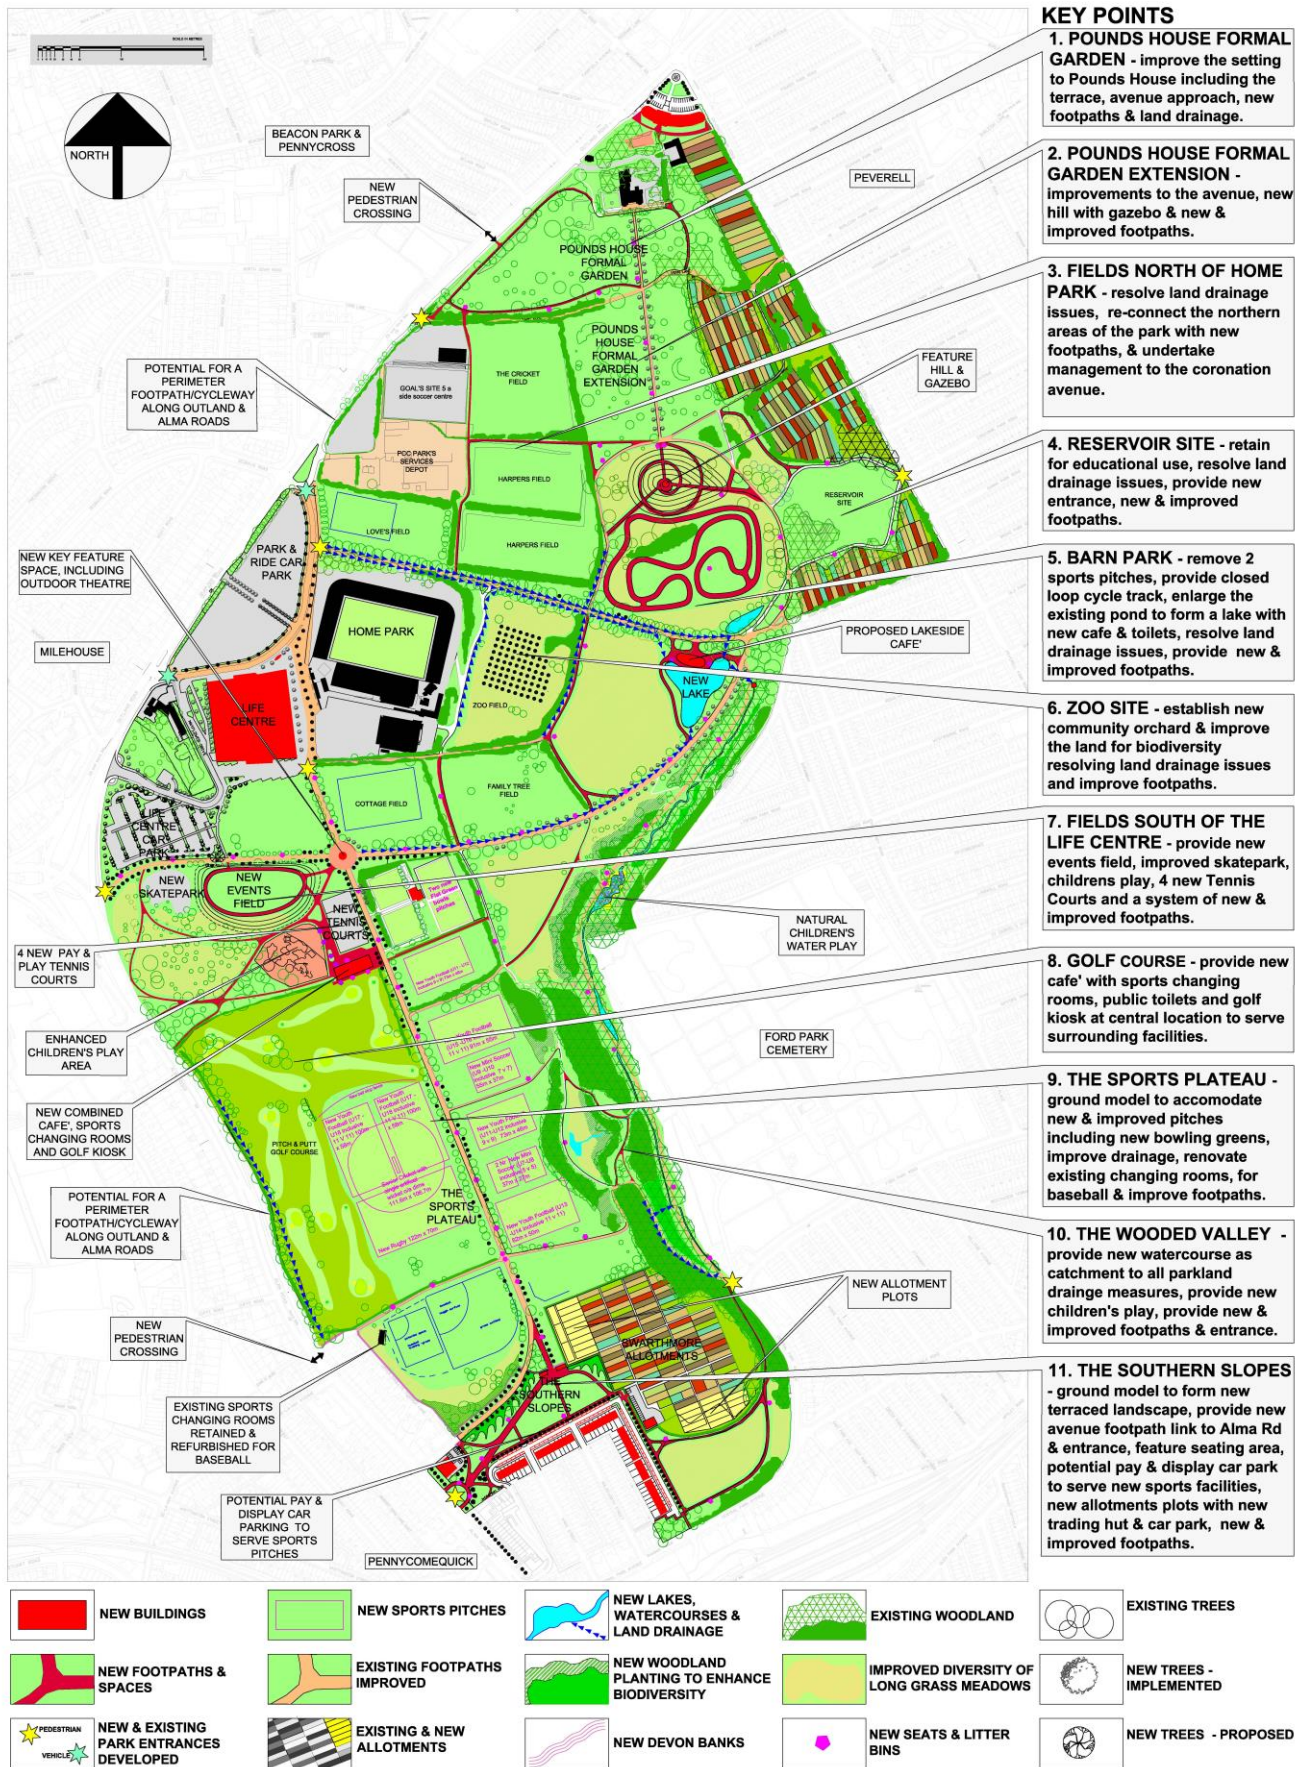 SCALE IN METRES
NORTH
BEACON PARK &
PENNYCROSS
NEW
PEDESTRIAN
CROSSING
PEVERELL
POUNDS HOUSE
FORMAL
GARDEN
POUNDS
HOUSE
FORMAL
GARDEN
EXTENSION
FEATURE
HILL &
GAZEBO
POTENTIAL FOR A
PERIMETER
FOOTPATH/CYCLEWAY
ALONG OUTLAND &
ALMA ROADS
GOAL'S SITE 5 a
side soccer centre
THE CRICKET
FIELD
PCC PARK'S
SERVICES
DEPOT
HARPERS FIELD
RESERVOIR
SITE
LOVE'S FIELD
HARPERS FIELD
NEW KEY FEATURE
SPACE, INCLUDING
OUTDOOR THEATRE
PARK &
RIDE CAR
PARK
HOME PARK
PROPOSED LAKESIDE
CAFE'
MILEHOUSE
NEW
LAKE
LIFE
CENTRE
ZOO FIELD
FAMILY TREE
FIELD
COTTAGE FIELD
LIFE
CENTRE
CAR
PARK
NEW
SKATEPARK
NEW
EVENTS
FIELD
NEW
TENNIS
COURTS
NATURAL
CHILDREN'S
WATER PLAY
4 NEW PAY &
PLAY TENNIS
COURTS
ENHANCED
CHILDREN'S PLAY
AREA
FORD PARK
CEMETERY
NEW COMBINED
CAFE', SPORTS
CHANGING ROOMS
AND GOLF KIOSK
PITCH & PUTT
GOLF COURSE
THE
SPORTS
PLATEAU
New Rugby 122m x 70m
POTENTIAL FOR A
PERIMETER
FOOTPATH/CYCLEWAY
ALONG OUTLAND &
ALMA ROADS
NEW ALLOTMENT
PLOTS
NEW
PEDESTRIAN
CROSSING
SWARTHMORE
ALLOTMENTS
THE
SOUTHERN
SLOPES
EXISTING SPORTS
CHANGING ROOMS
RETAINED &
REFURBISHED FOR
BASEBALL
POTENTIAL PAY &
DISPLAY CAR
PARKING TO
SERVE SPORTS
PITCHES
PENNYCOMEQUICK
KEY POINTS
1. POUNDS HOUSE FORMAL
GARDEN - improve the setting
to Pounds House including the
terrace, avenue approach, new
footpaths & land drainage.
2. POUNDS HOUSE FORMAL
GARDEN EXTENSION -
improvements to the avenue, new
hill with gazebo & new &
improved footpaths.
3. FIELDS NORTH OF HOME
PARK - resolve land drainage
issues, re-connect the northern
areas of the park with new
footpaths, & undertake
management to the coronation
avenue.
4. RESERVOIR SITE - retain
for educational use, resolve land
drainage issues, provide new
entrance, new & improved
footpaths.
5. BARN PARK - remove 2
sports pitches, provide closed
loop cycle track, enlarge the
existing pond to form a lake with
new cafe & toilets, resolve land
drainage issues, provide new &
improved footpaths.
6. ZOO SITE - establish new
community orchard & improve
the land for biodiversity
resolving land drainage issues
and improve footpaths.
7. FIELDS SOUTH OF THE
LIFE CENTRE - provide new
events field, improved skatepark,
childrens play, 4 new Tennis
Courts and a system of new &
improved footpaths.
8. GOLF COURSE - provide new
cafe' with sports changing
rooms, public toilets and golf
kiosk at central location to serve
surrounding facilities.
9. THE SPORTS PLATEAU -
ground model to accomodate
new & improved pitches
including new bowling greens,
improve drainage, renovate
existing changing rooms, for
baseball & improve footpaths.
10. THE WOODED VALLEY -
provide new watercourse as
catchment to all parkland
drainge measures, provide new
children's play, provide new &
improved footpaths & entrance.
11. THE SOUTHERN SLOPES
- ground model to form new
terraced landscape, provide new
avenue footpath link to Alma Rd
& entrance, feature seating area,
potential pay & display car park
to serve new sports facilities,
new allotments plots with new
trading hut & car park, new &
improved footpaths.
NEW BUILDINGS
NEW SPORTS PITCHES
NEW LAKES,
WATERCOURSES &
LAND DRAINAGE
EXISTING WOODLAND
EXISTING TREES
NEW FOOTPATHS &
SPACES
EXISTING FOOTPATHS
IMPROVED
NEW WOODLAND
PLANTING TO ENHANCE
BIODIVERSITY
IMPROVED DIVERSITY OF
LONG GRASS MEADOWS
NEW TREES -
IMPLEMENTED
PEDESTRIAN
VEHICLE
NEW & EXISTING
PARK ENTRANCES
DEVELOPED
EXISTING & NEW
ALLOTMENTS
NEW DEVON BANKS
NEW SEATS & LITTER
BINS
NEW TREES - PROPOSED